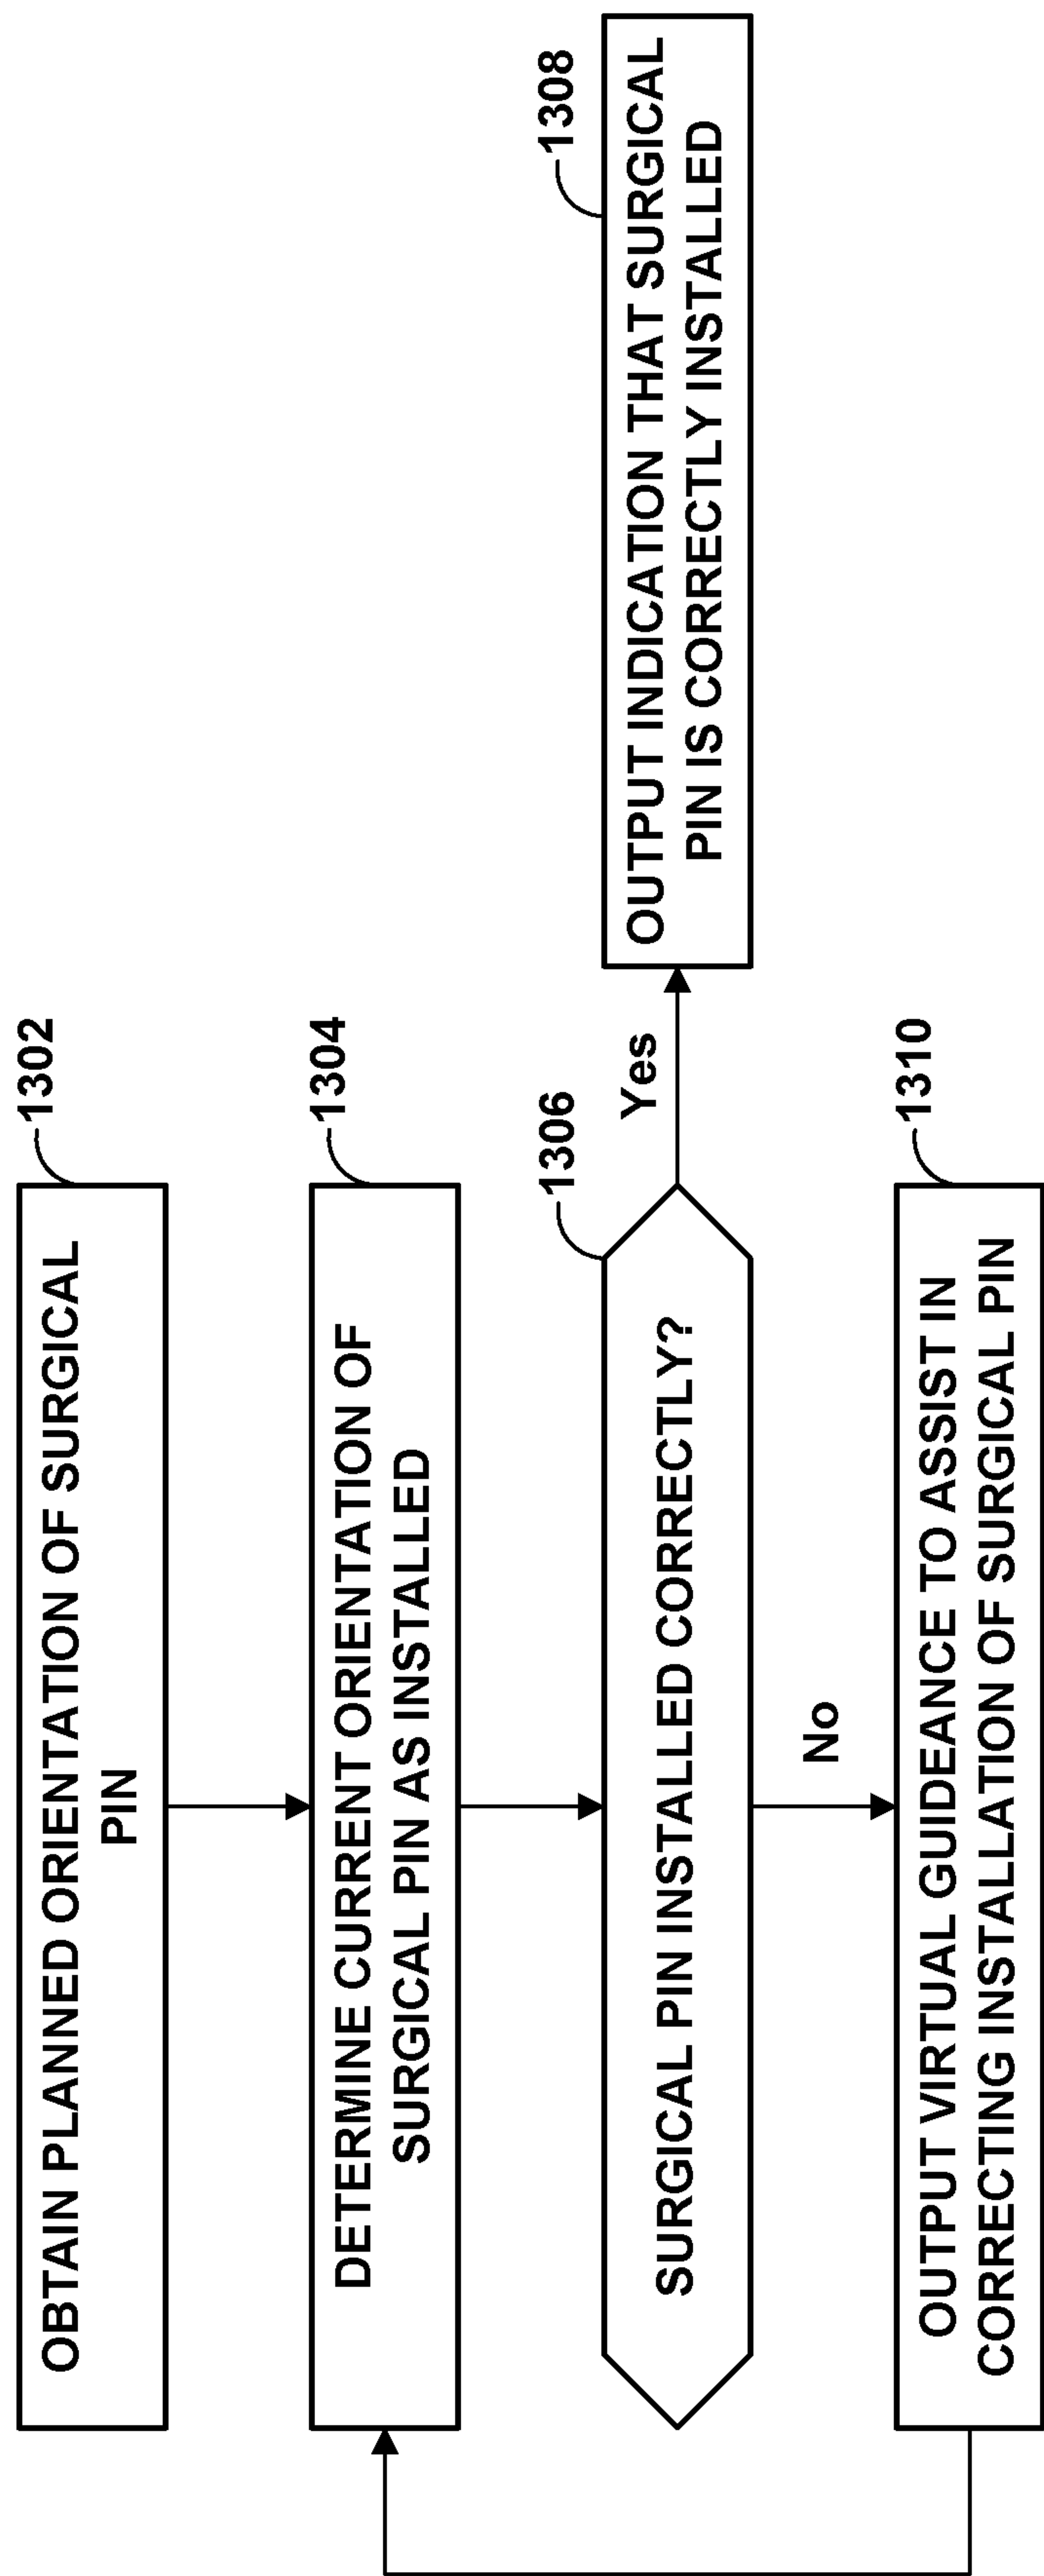 1302
OBTAIN PLANNED ORIENTATION OF SURGICAL
PIN
1304
DETERMINE CURRENT ORIENTATION OF
SURGICAL PIN AS INSTALLED
1306
SURGICAL PIN INSTALLED CORRECTLY?
Yes
1308
OUTPUT INDICATION THAT SURGICAL
PIN IS CORRECTLY INSTALLED
No
1310
OUTPUT VIRTUAL GUIDEANCE TO ASSIST IN
CORRECTING INSTALLATION OF SURGICAL PIN